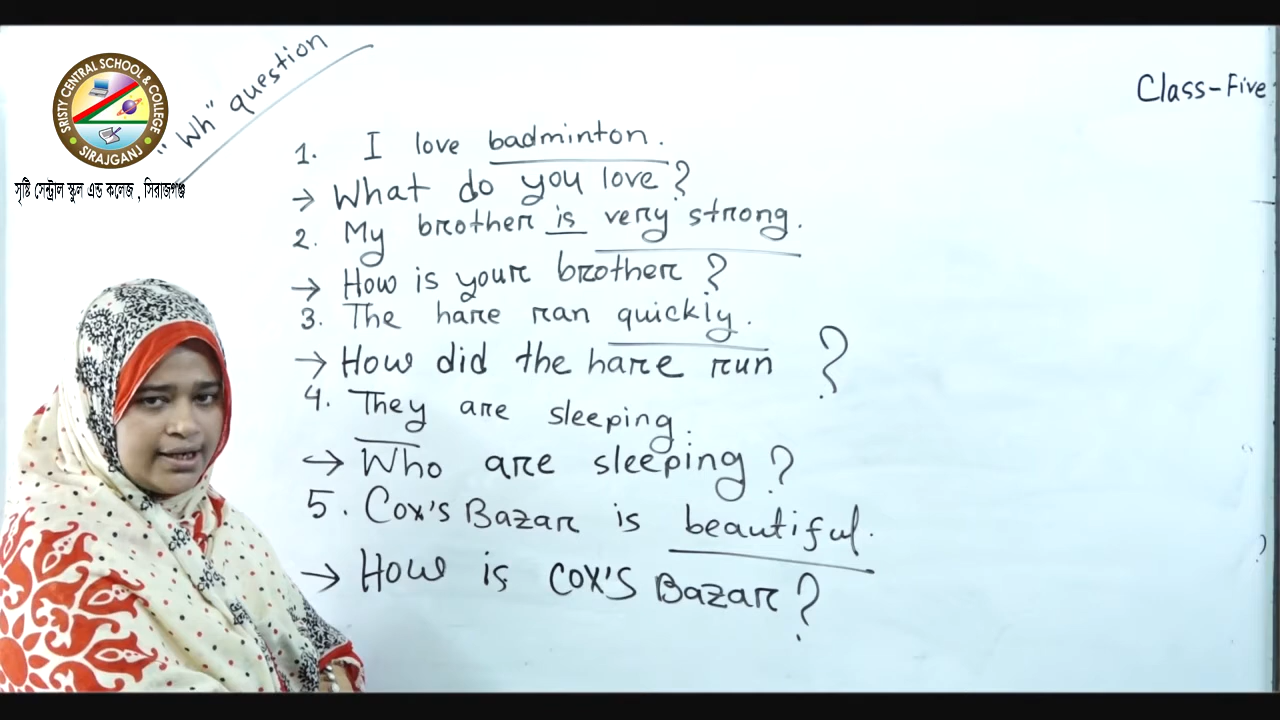 SRISTY CENTRAL SCHOOL & COLLEGE
SIRAJGANJ
সৃষ্টি সেন্ট্রাল স্কুল এন্ড কলেজ , সিরাজগঞ্জ
"Wh" question
Class-Five
1. I love badminton.
→ What do you love?
2. My brother is very strong.
→ How is your brother?
3. The hare ran quickly.
→ How did the hare run ?
4. They are sleeping.
→ Who are sleeping?
5. Cox's Bazar is beautiful.
→ How is Cox's Bazar?